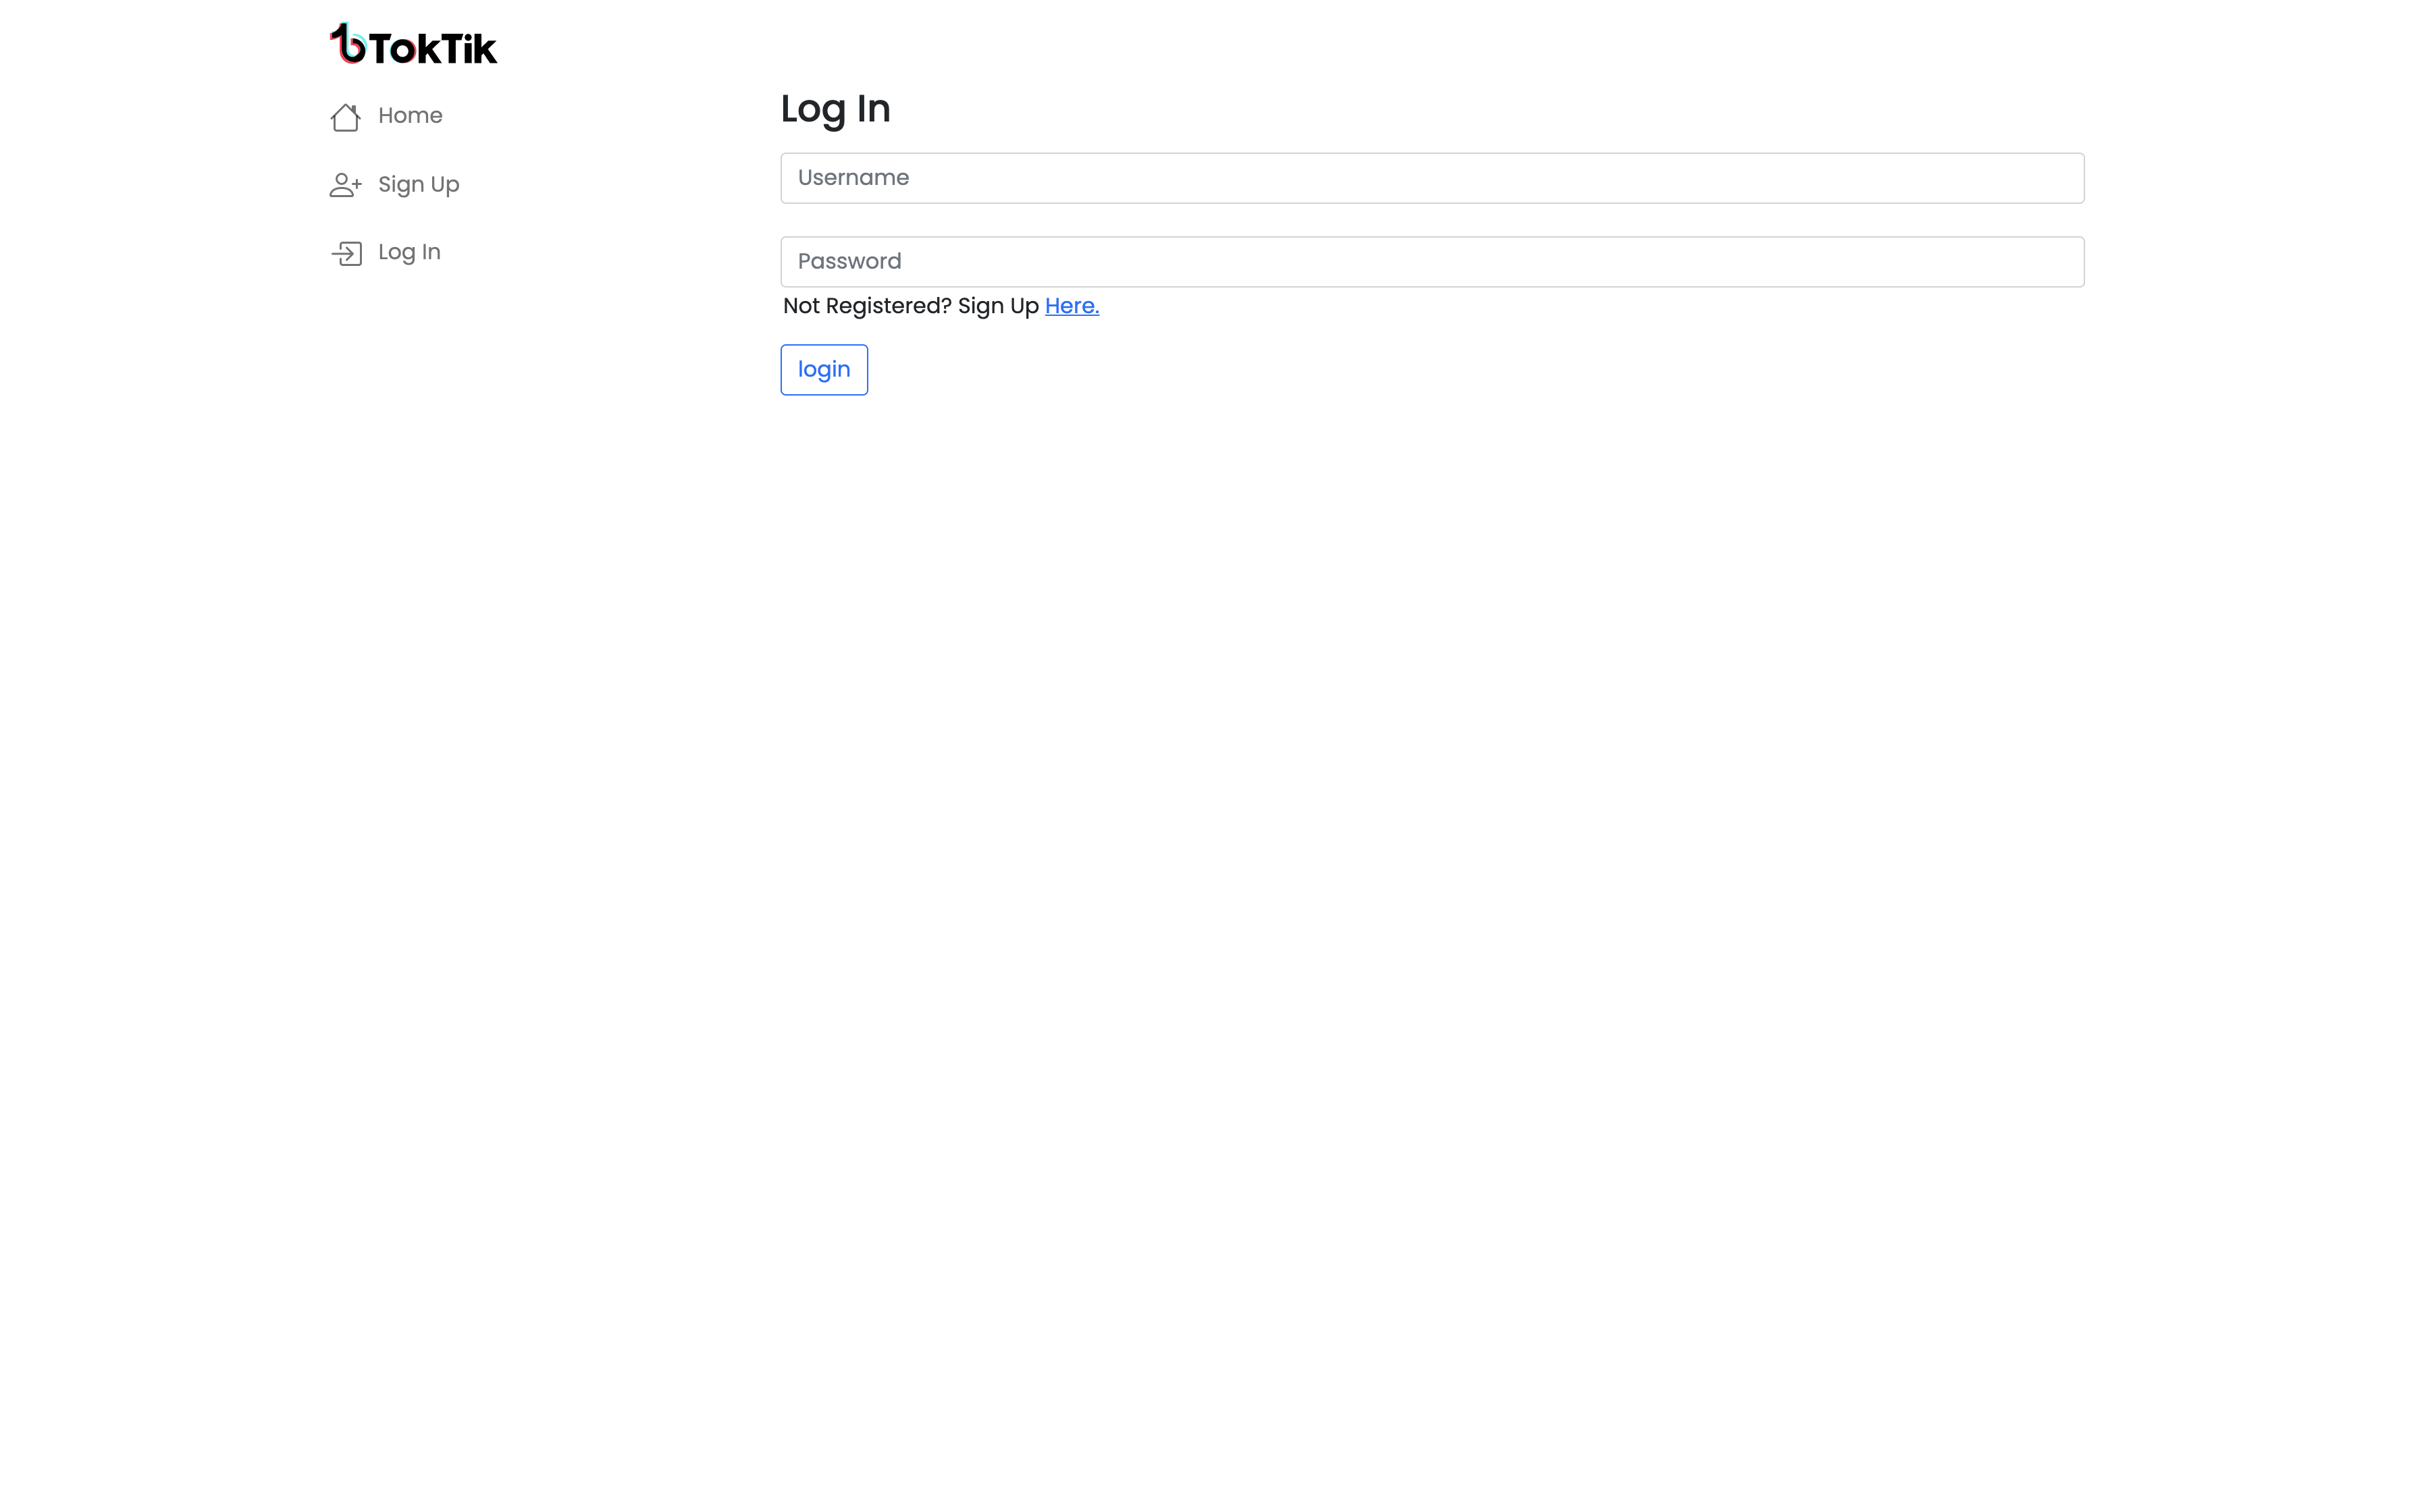 TokTik
Home
Sign Up
Log In
Log In
Username
Password
Not Registered? Sign Up Here.
login